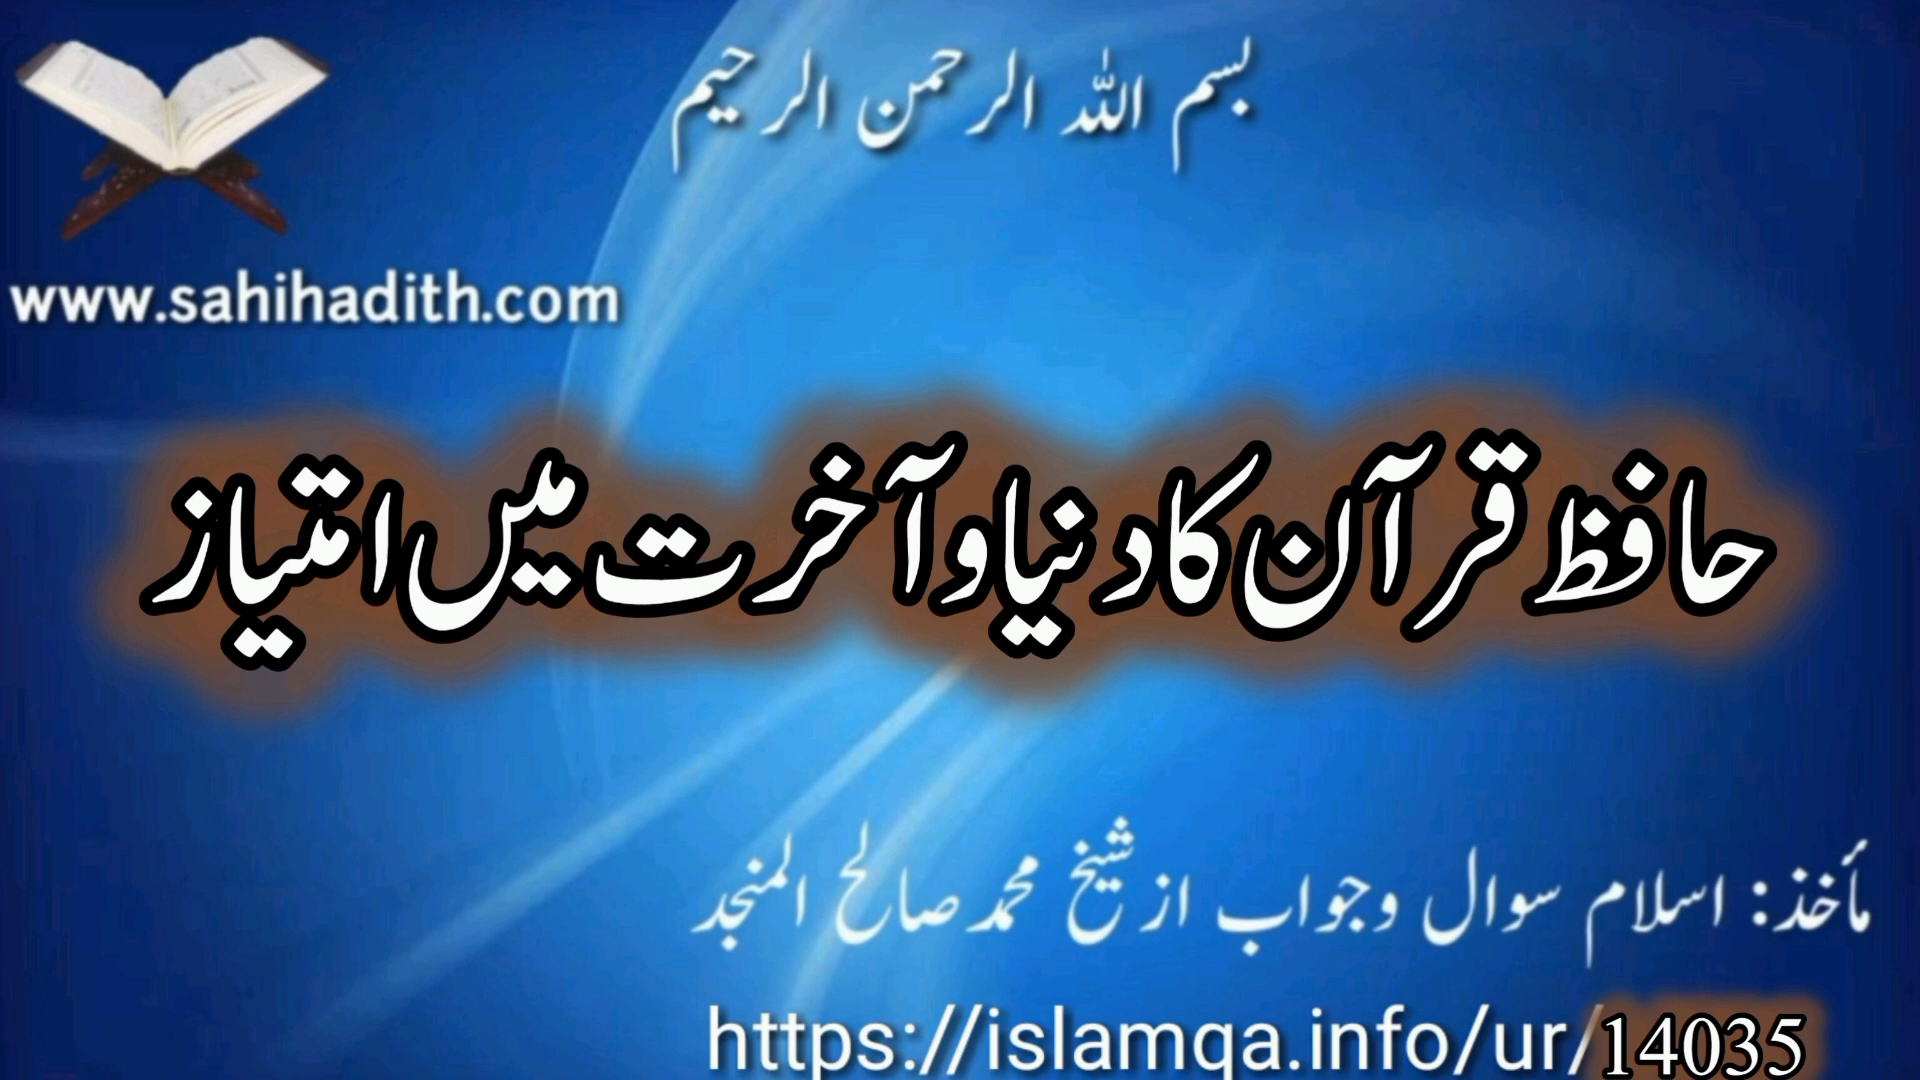 بسم اللہ الرحمن الرحیم
www.sahihadith.com
حافظ قرآن کا دنیا و آخرت میں امتیاز
مأخذ: اسلام سوال وجواب از شیخ محمد صالح المنجد
https://islamqa.info/ur/14035